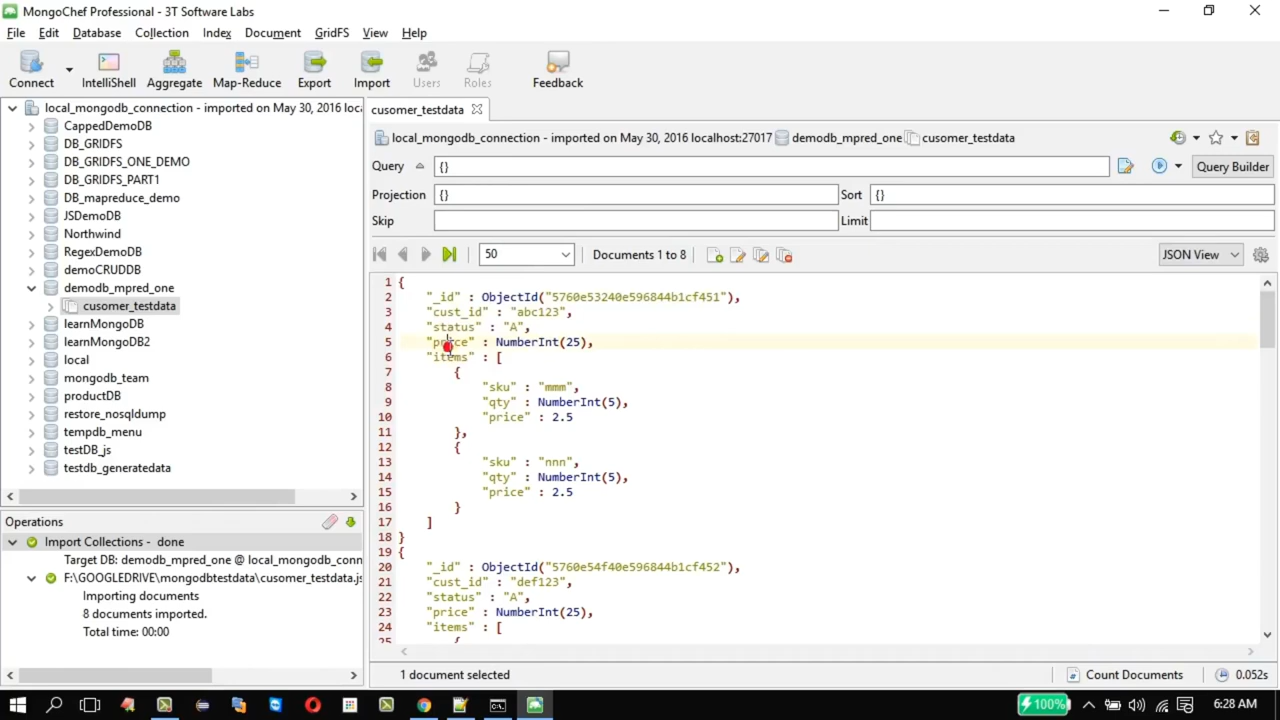 MongoChef Professional - 3T Software Labs
File Edit Database Collection Index Document GridFS View Help
Connect IntelliShell Aggregate Map-Reduce Export Import Users Roles Feedback
local_mongodb_connection - imported on May 30, 2016 loca
CappedDemoDB
DB_GRIDFS
DB_GRIDFS_ONE_DEMO
DB_GRIDFS_PART1
DB_mapreduce_demo
JSDemoDB
Northwind
RegexDemoDB
demoCRUDDB
demodb_mpred_one
cusomer_testdata
learnMongoDB
learnMongoDB2
local
mongodb_team
productDB
restore_nosqldump
tempdb_menu
testDB_js
testdb_generatedata
Operations
Import Collections - done
Target DB: demodb_mpred_one @ local_mongodb_conn
F:\GOOGLEDRIVE\mongodbtestdata\cusomer_testdata.js
Importing documents
8 documents imported.
Total time: 00:00
cusomer_testdata
local_mongodb_connection - imported on May 30, 2016 localhost:27017 demodb_mpred_one cusomer_testdata
Query {} Query Builder
Projection {} Sort {}
Skip Limit
50 Documents 1 to 8 JSON View
1 {
2 "_id" : ObjectId("5760e53240e596844b1cf451"),
3 "cust_id" : "abc123",
4 "status" : "A",
5 "price" : NumberInt(25),
6 "items" : [
7 {
8 "sku" : "mmm",
9 "qty" : NumberInt(5),
10 "price" : 2.5
11 },
12 {
13 "sku" : "nnn",
14 "qty" : NumberInt(5),
15 "price" : 2.5
16 }
17 ]
18 }
19 {
20 "_id" : ObjectId("5760e54f40e596844b1cf452"),
21 "cust_id" : "def123",
22 "status" : "A",
23 "price" : NumberInt(25),
24 "items" : [
25 {
1 document selected Count Documents 0.052s
100% 6:28 AM